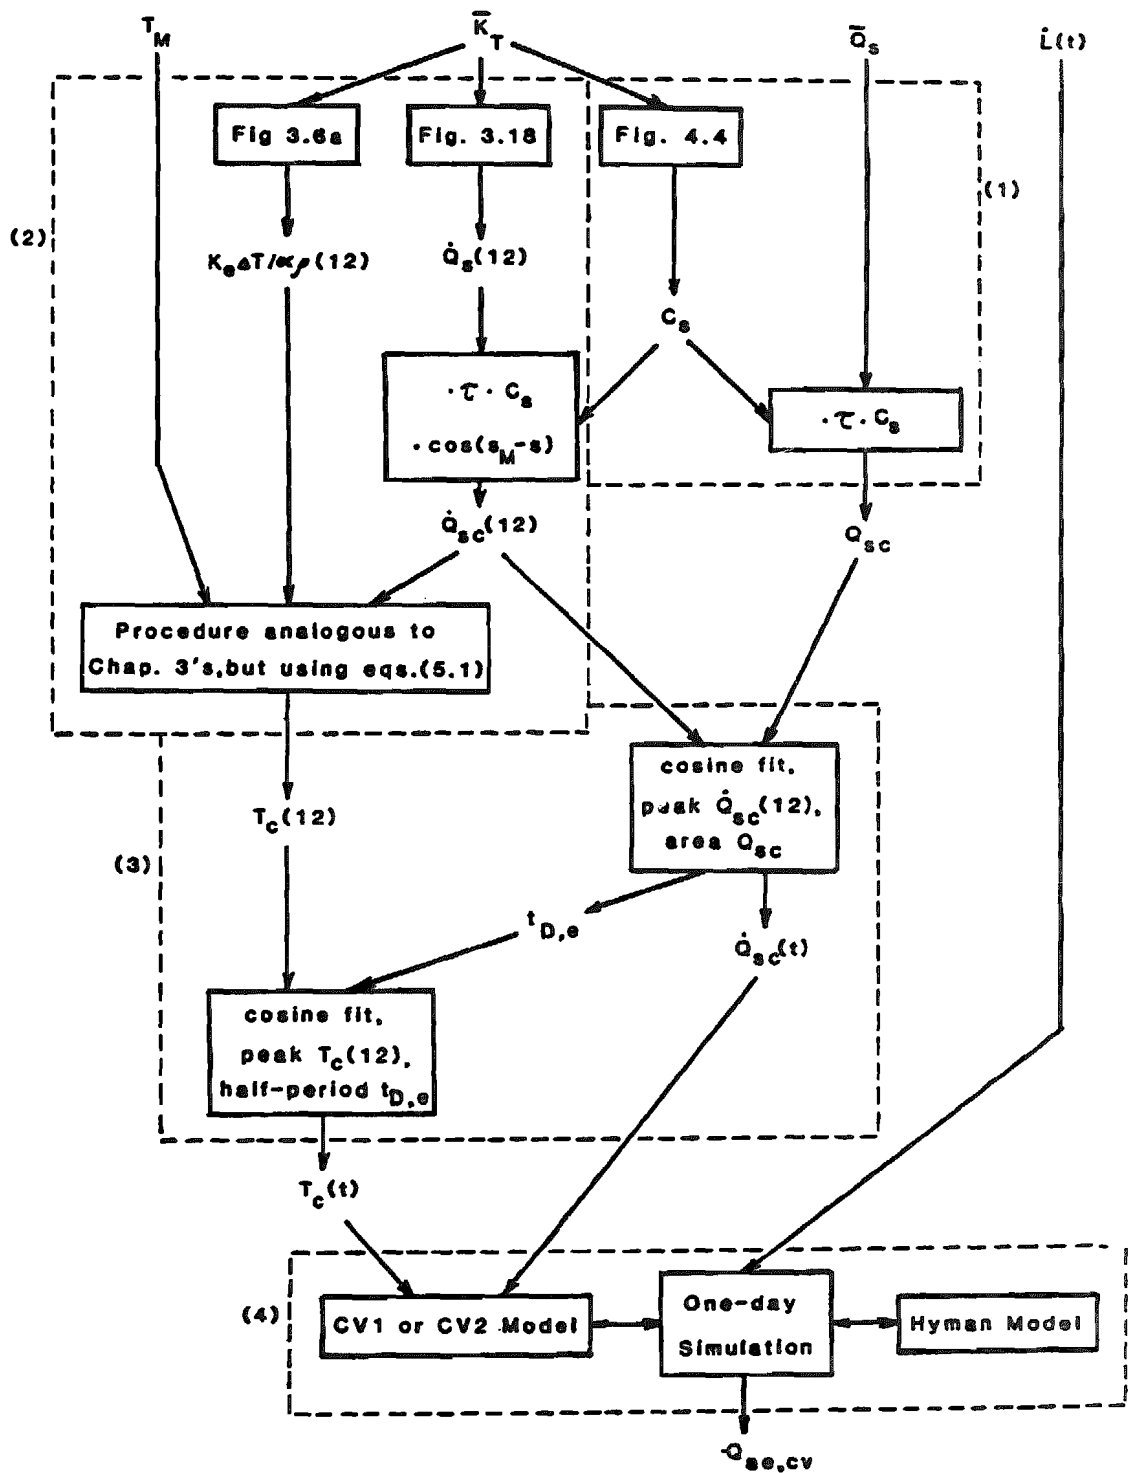 T_M
K̄_T
Q̄_s
L̇(t)
Fig 3.6a
Fig. 3.18
Fig. 4.4
(1)
(2)
K_eΔT/αρ(12)
Q̇_s(12)
C_s
·τ·C_s
·cos(s_M-s)
·τ·C_s
Q̇_sc(12)
Q_sc
Procedure analogous to
Chap. 3's,but using eqs.(5.1)
cosine fit,
peak Q̇_sc(12),
area Q_sc
T_c(12)
(3)
t_D,e
Q̇_sc(t)
cosine fit,
peak T_c(12),
half-period t_D,e
T_c(t)
(4)
CV1 or CV2 Model
One-day
Simulation
Hyman Model
Q_se,cv